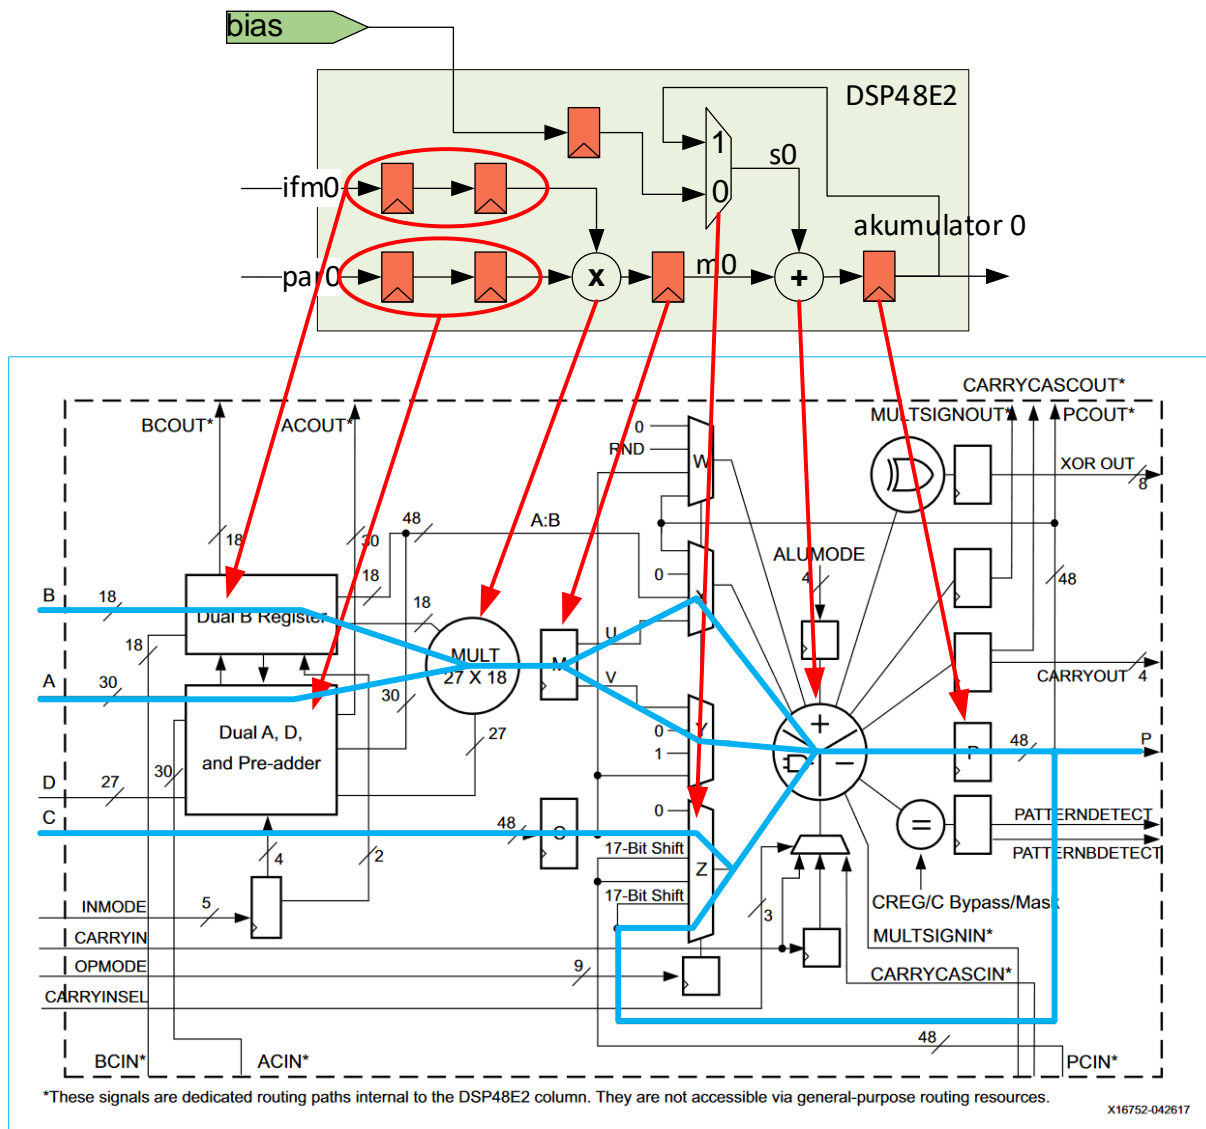 bias
DSP48E2
1
s0
ifm0
0
akumulator 0
par0
x
m0
+
CARRYCASCOUT*
BCOUT*
ACOUT*
MULTSIGNOUT*
PCOUT*
0
RND
W
XOR OUT
8
48
A:B
18
30
ALUMODE
0
4
48
18
B
18
18
X
Dual B Register
U
MULT
27 X 18
M
18
V
CARRYOUT
4
A
30
30
+
Y
0
Dual A, D,
and Pre-adder
27
1
48
P
P
–
30
D
27
C
0
48
C
=
PATTERNDETECT
17-Bit Shift
PATTERNBDETECT
4
2
Z
17-Bit Shift
INMODE
5
3
CREG/C Bypass/Mask
CARRYIN
MULTSIGNIN*
OPMODE
9
CARRYCASCIN*
CARRYINSEL
48
BCIN*
ACIN*
PCIN*
*These signals are dedicated routing paths internal to the DSP48E2 column. They are not accessible via general-purpose routing resources.
X16752-042617